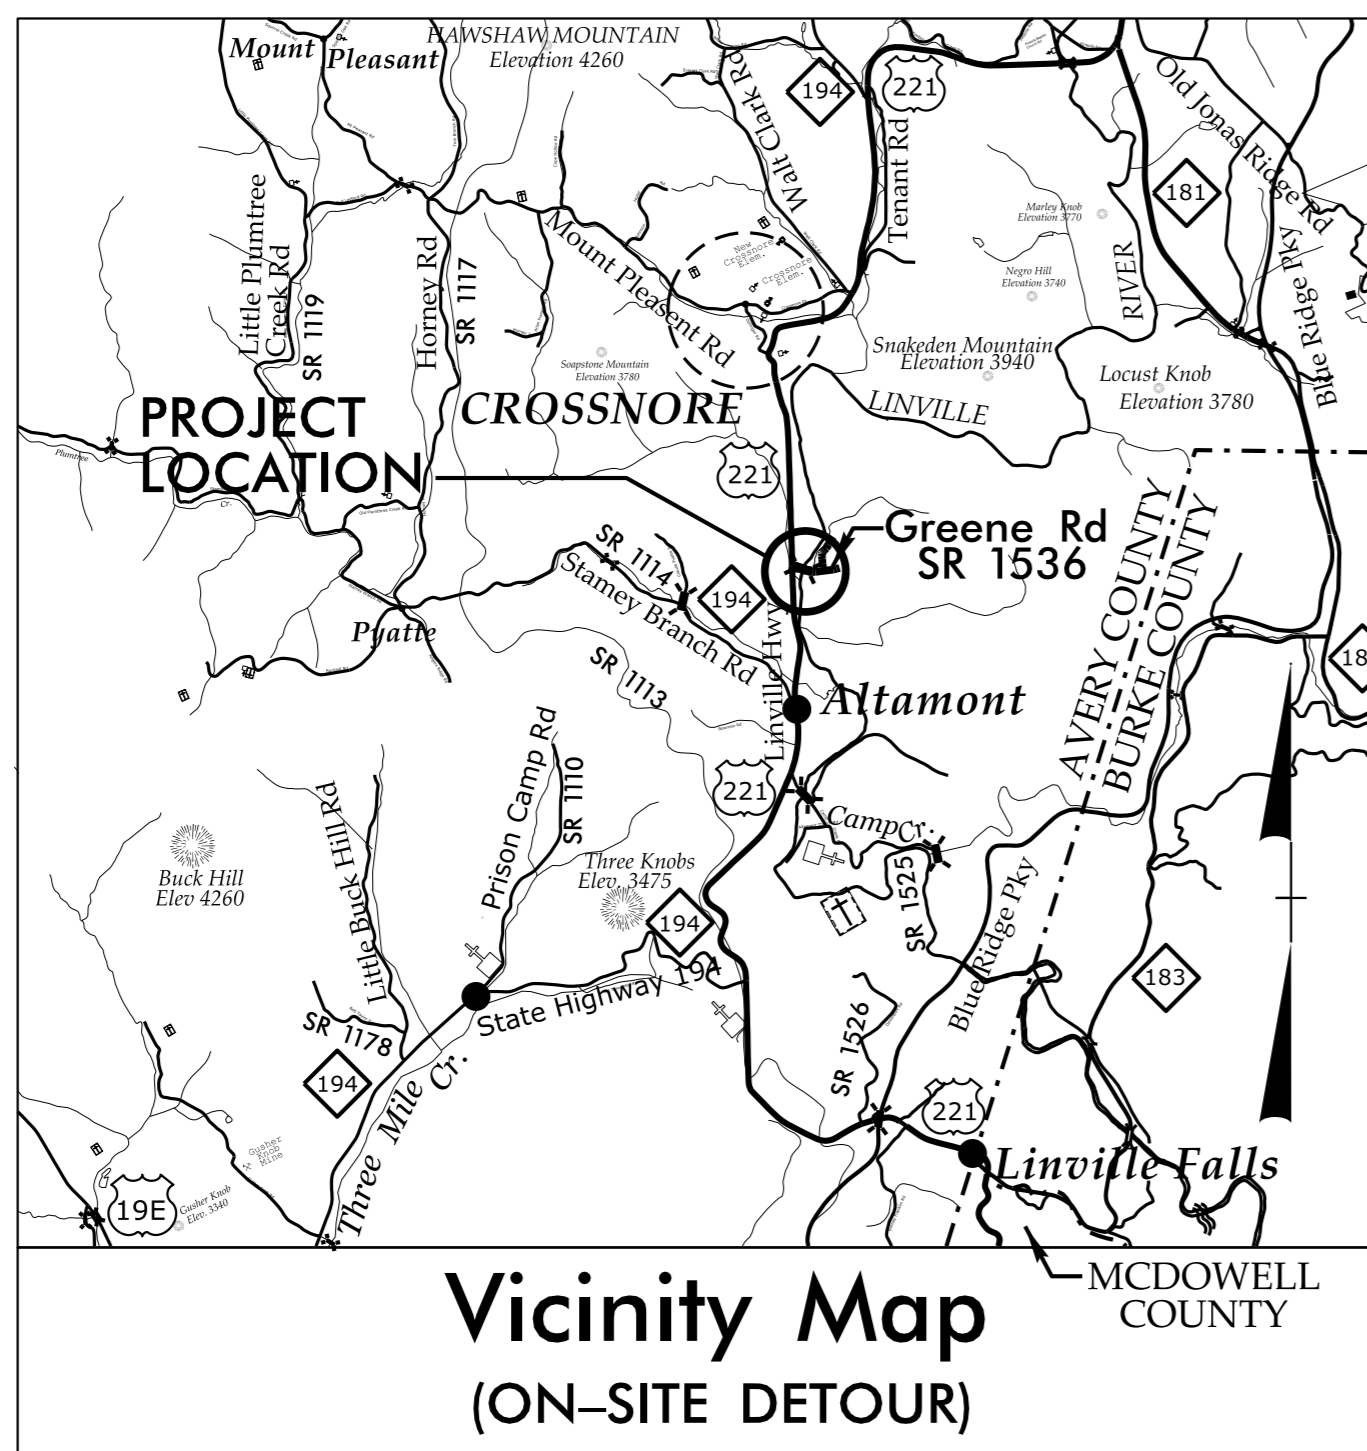 Mount
Pleasant
HAWSHAW MOUNTAIN
Elevation 4260
Walt Clark Rd
194
221
Tenant Rd
Old Jonas Ridge Rd
181
Marley Knob
Elevation 3770
RIVER
Negro Hill
Elevation 3740
Blue Ridge Pky
Little Plumtree
Creek Rd
SR 1119
Horney Rd
SR 1117
Mount Pleasent Rd
New
Crossnore
Elem.
Crossnore
Elem.
Soapstone Mountain
Elevation 3780
Snakeden Mountain
Elevation 3940
Locust Knob
Elevation 3780
LINVILLE
CROSSNORE
PROJECT
LOCATION
Plumtree
Cr.
221
Greene Rd
SR 1536
AVERY COUNTY
BURKE COUNTY
SR 1114
Stamey Branch Rd
194
Linville Hwy
Pyatte
SR 1113
18
Altamont
221
Prison Camp Rd
SR 1110
Little Buck Hill Rd
Buck Hill
Elev 4260
Three Knobs
Elev. 3475
Camp Cr.
SR 1525
194
State Highway 194
Blue Ridge Pky
183
SR 1178
194
Three Mile Cr.
SR 1526
221
Linville Falls
Gusher
Knob
Mine
Gusher Knob
Elev. 3340
19E
MCDOWELL
COUNTY
Vicinity Map
(ON–SITE DETOUR)